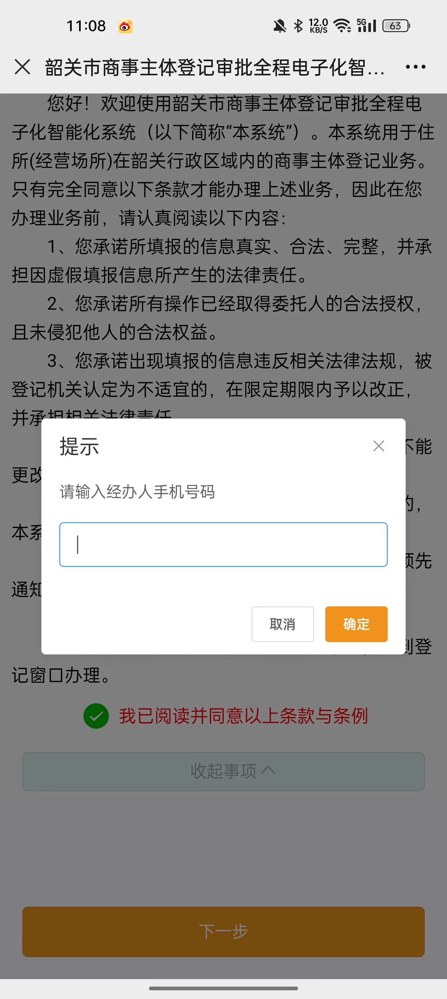 11:08
12.0
KB/S
5G
63
韶关市商事主体登记审批全程电子化智...
您好！欢迎使用韶关市商事主体登记审批全程电
子化智能化系统（以下简称“本系统”）。本系统用于住
所(经营场所)在韶关行政区域内的商事主体登记业务。
只有完全同意以下条款才能办理上述业务，因此在您
办理业务前，请认真阅读以下内容：
1、您承诺所填报的信息真实、合法、完整，并承
担因虚假填报信息所产生的法律责任。
2、您承诺所有操作已经取得委托人的合法授权，
且未侵犯他人的合法权益。
3、您承诺出现填报的信息违反相关法律法规，被
登记机关认定为不适宜的，在限定期限内予以改正，
并承担相关法律责任
不能
更改
的，
本系
须先
通知
到登
记窗口办理。
提示
请输入经办人手机号码
取消
确定
我已阅读并同意以上条款与条例
收起事项
下一步